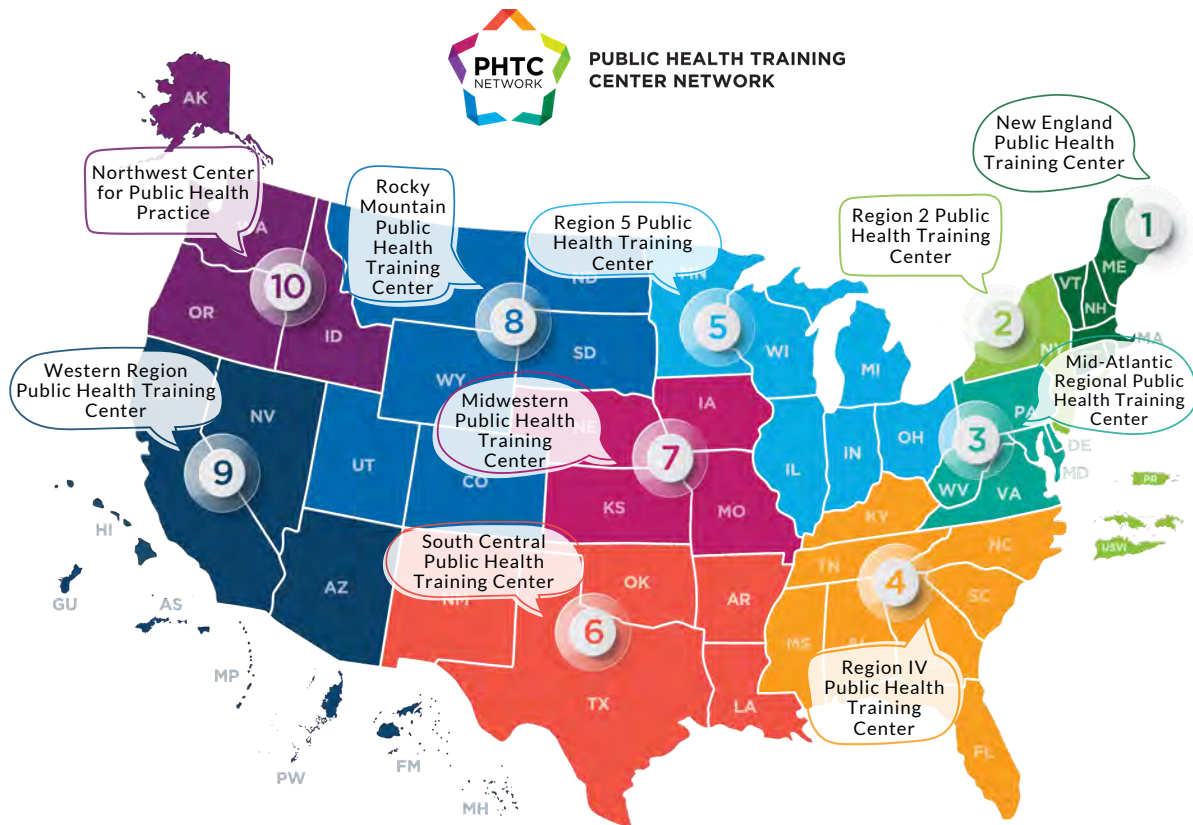 PHTC
NETWORK
PUBLIC HEALTH TRAINING
CENTER NETWORK
AK
New England
Public Health
Training Center
1
Northwest Center
for Public Health
Practice
Rocky
Mountain
Public
Health
Training
Center
Region 5 Public
Health Training
Center
Region 2 Public
Health Training
Center
10
8
5
2
ND
MN
ME
VT
NH
MA
NY
OR
ID
SD
WY
WI
MI
Western Region
Public Health Training
Center
NV
9
Midwestern
Public Health
Training
Center
NE
IA
7
Mid-Atlantic
Regional Public
Health Training
Center
PA
3
OH
DE
MD
UT
CO
IL
IN
WV
VA
PR
KS
MO
KY
USVI
HI
GU
AS
MP
AZ
South Central
Public Health
Training Center
NM
OK
6
AR
TN
NC
4
SC
MS
AL
TX
LA
Region IV
Public Health
Training
Center
FL
PW
FM
MH